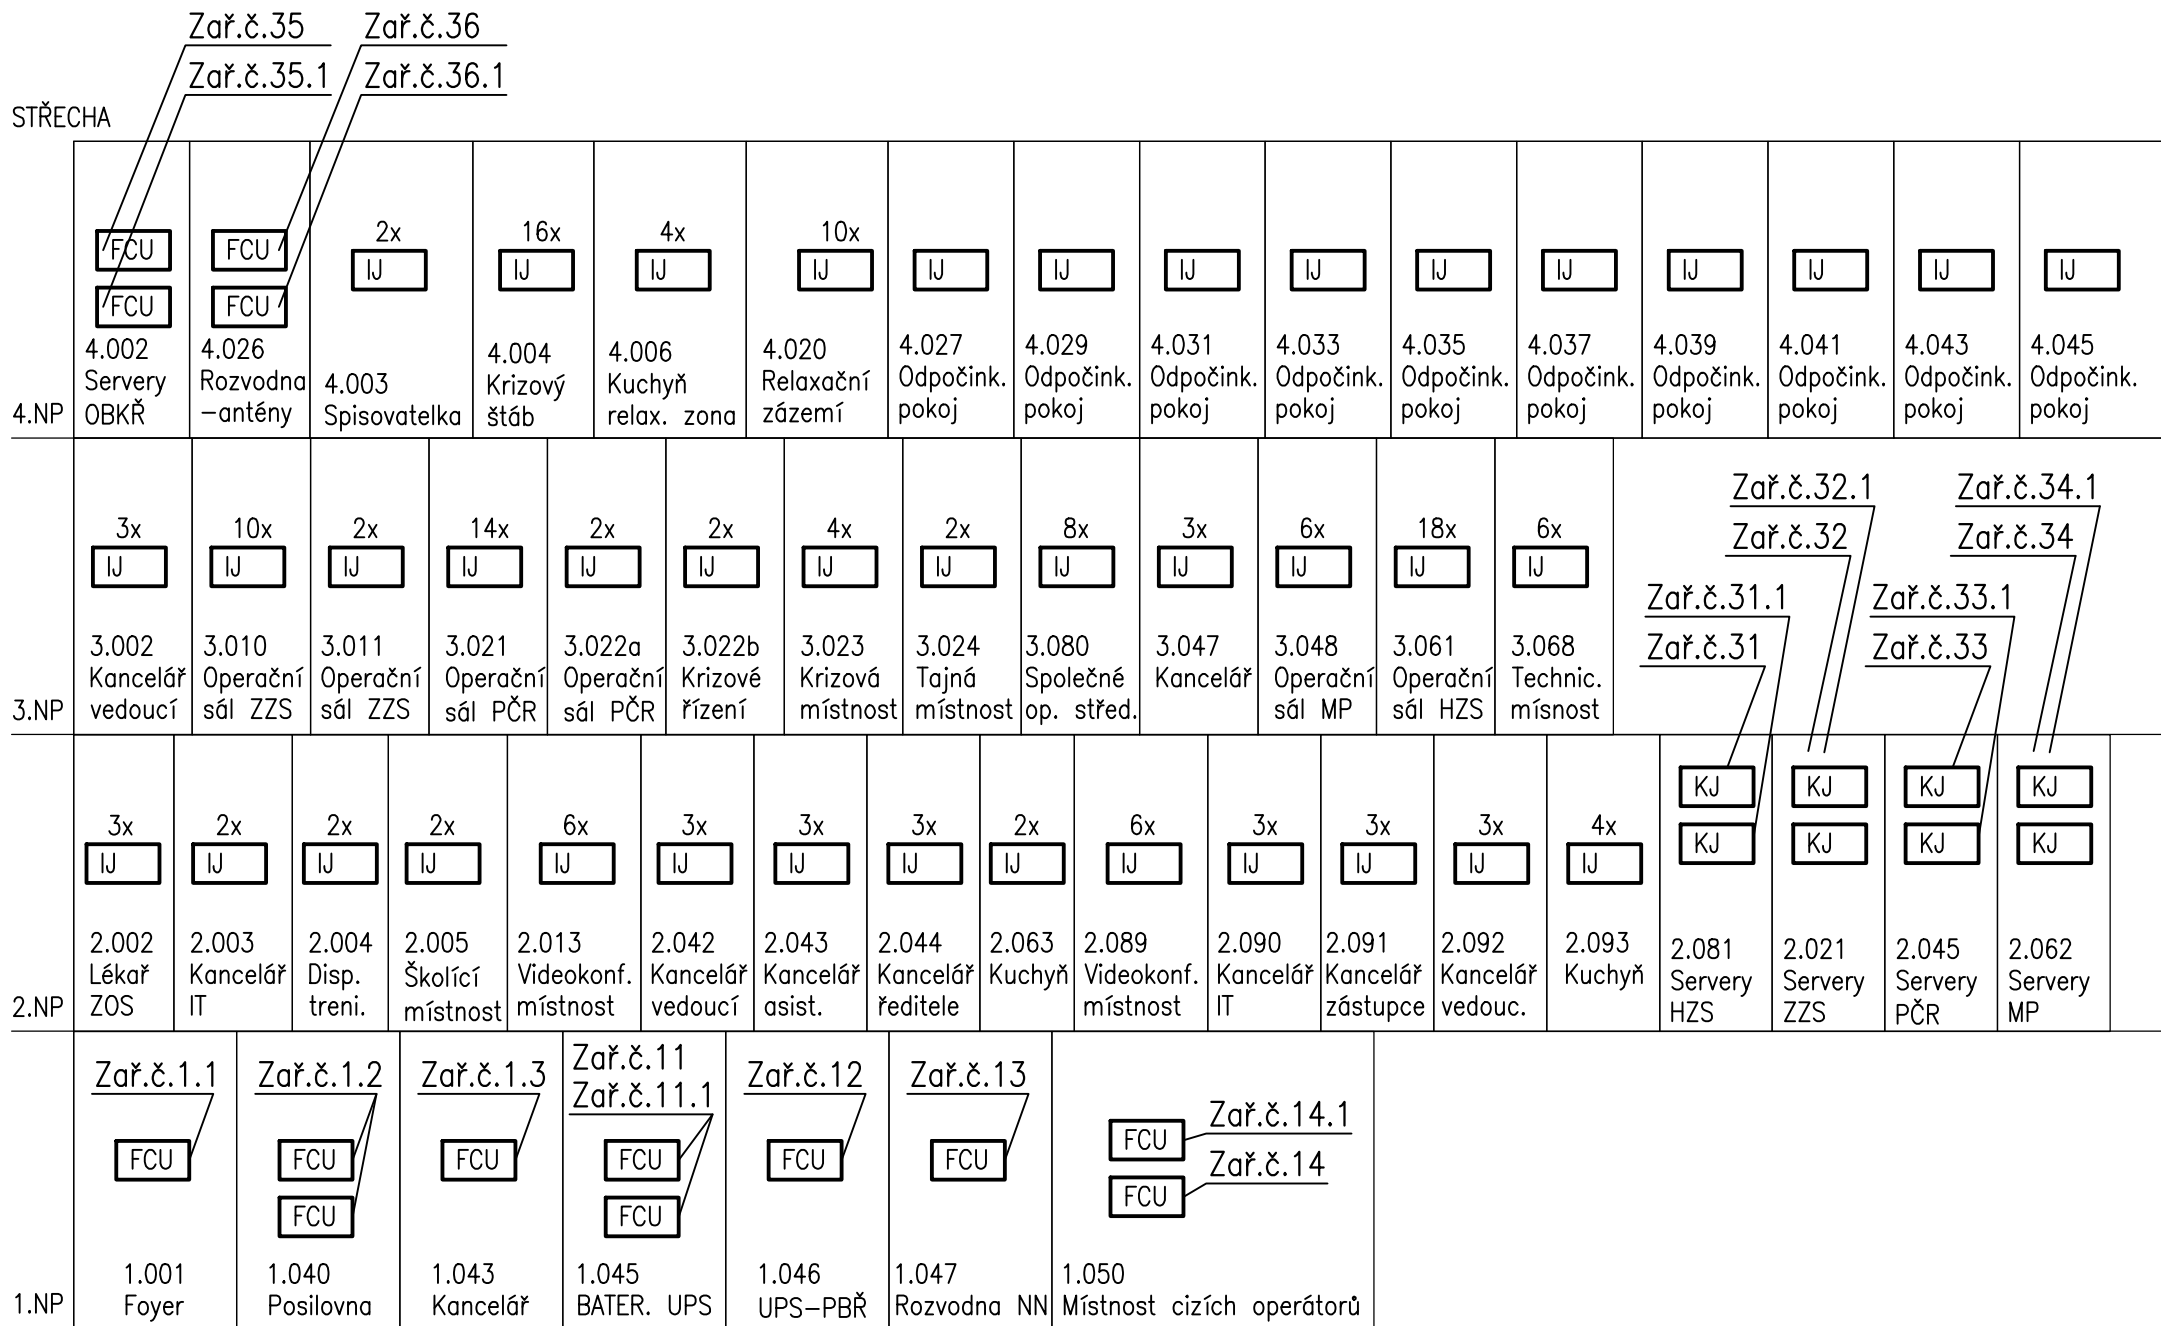 Zař.č.35
Zař.č.35.1
Zař.č.36
Zař.č.36.1
STŘECHA
4.NP
FCU
FCU
4.002
Servery
OBKŘ
FCU
FCU
4.026
Rozvodna
-antény
2x
IJ
4.003
Spisovatelka
16x
IJ
4.004
Krizový
štáb
4x
IJ
4.006
Kuchyň
relax. zona
10x
IJ
4.020
Relaxační
zázemí
IJ
4.027
Odpočink.
pokoj
IJ
4.029
Odpočink.
pokoj
IJ
4.031
Odpočink.
pokoj
IJ
4.033
Odpočink.
pokoj
IJ
4.035
Odpočink.
pokoj
IJ
4.037
Odpočink.
pokoj
IJ
4.039
Odpočink.
pokoj
IJ
4.041
Odpočink.
pokoj
IJ
4.043
Odpočink.
pokoj
IJ
4.045
Odpočink.
pokoj
3.NP
3x
IJ
3.002
Kancelář
vedoucí
10x
IJ
3.010
Operační
sál ZZS
2x
IJ
3.011
Operační
sál ZZS
14x
IJ
3.021
Operační
sál PČR
2x
IJ
3.022a
Operační
sál PČR
2x
IJ
3.022b
Krizové
řízení
4x
IJ
3.023
Krizová
místnost
2x
IJ
3.024
Tajná
místnost
8x
IJ
3.080
Společné
op. střed.
3x
IJ
3.047
Kancelář
6x
IJ
3.048
Operační
sál MP
18x
IJ
3.061
Operační
sál HZS
6x
IJ
3.068
Technic.
mísnost
Zař.č.32.1
Zař.č.32
Zař.č.31.1
Zař.č.31
Zař.č.34.1
Zař.č.34
Zař.č.33.1
Zař.č.33
2.NP
3x
IJ
2.002
Lékař
ZOS
2x
IJ
2.003
Kancelář
IT
2x
IJ
2.004
Disp.
treni.
2x
IJ
2.005
Školící
místnost
6x
IJ
2.013
Videokonf.
místnost
3x
IJ
2.042
Kancelář
vedoucí
3x
IJ
2.043
Kancelář
asist.
3x
IJ
2.044
Kancelář
ředitele
2x
IJ
2.063
Kuchyň
6x
IJ
2.089
Videokonf.
místnost
3x
IJ
2.090
Kancelář
IT
3x
IJ
2.091
Kancelář
zástupce
3x
IJ
2.092
Kancelář
vedouc.
4x
IJ
2.093
Kuchyň
KJ
KJ
2.081
Servery
HZS
KJ
KJ
2.021
Servery
ZZS
KJ
KJ
2.045
Servery
PČR
KJ
KJ
2.062
Servery
MP
1.NP
Zař.č.1.1
FCU
1.001
Foyer
Zař.č.1.2
FCU
FCU
1.040
Posilovna
Zař.č.1.3
FCU
1.043
Kancelář
Zař.č.11
Zař.č.11.1
FCU
FCU
1.045
BATER. UPS
Zař.č.12
FCU
1.046
UPS-PBŘ
Zař.č.13
FCU
1.047
Rozvodna NN
FCU
Zař.č.14.1
FCU
Zař.č.14
1.050
Místnost cizích operátorů